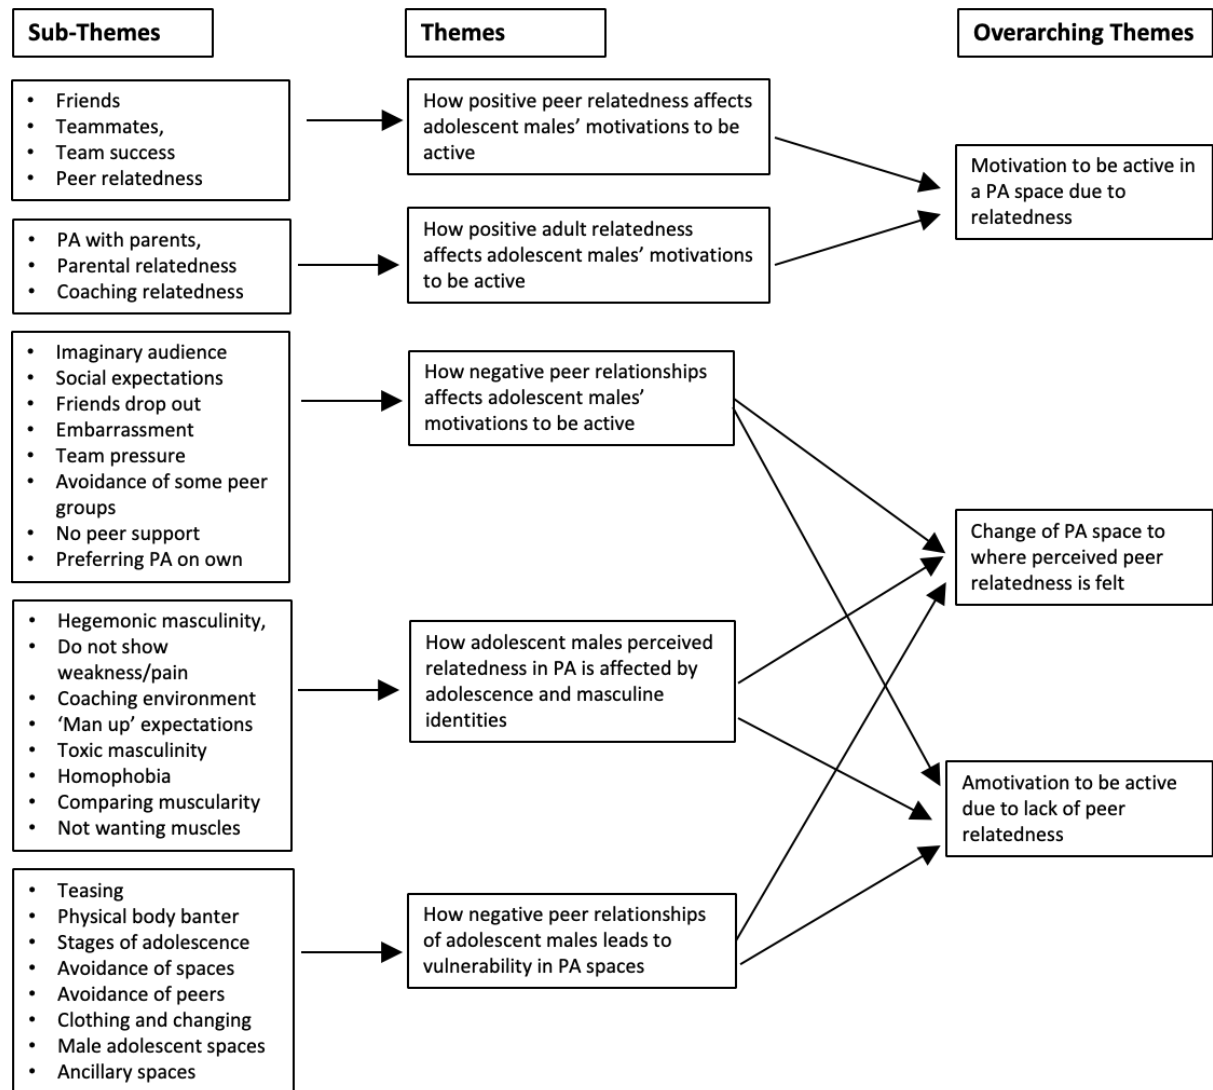 Sub-Themes
Themes
Overarching Themes
• Friends
• Teammates,
• Team success
• Peer relatedness
How positive peer relatedness affects
adolescent males’ motivations to be
active
Motivation to be active in
a PA space due to
relatedness
• PA with parents,
• Parental relatedness
• Coaching relatedness
How positive adult relatedness
affects adolescent males’ motivations
to be active
• Imaginary audience
• Social expectations
• Friends drop out
• Embarrassment
• Team pressure
• Avoidance of some peer
groups
• No peer support
• Preferring PA on own
How negative peer relationships
affects adolescent males’
motivations to be active
Change of PA space to
where perceived peer
relatedness is felt
• Hegemonic masculinity,
• Do not show
weakness/pain
• Coaching environment
• ‘Man up’ expectations
• Toxic masculinity
• Homophobia
• Comparing muscularity
• Not wanting muscles
How adolescent males perceived
relatedness in PA is affected by
adolescence and masculine
identities
Amotivation to be active
due to lack of peer
relatedness
• Teasing
• Physical body banter
• Stages of adolescence
• Avoidance of spaces
• Avoidance of peers
• Clothing and changing
• Male adolescent spaces
• Ancillary spaces
How negative peer relationships
of adolescent males leads to
vulnerability in PA spaces